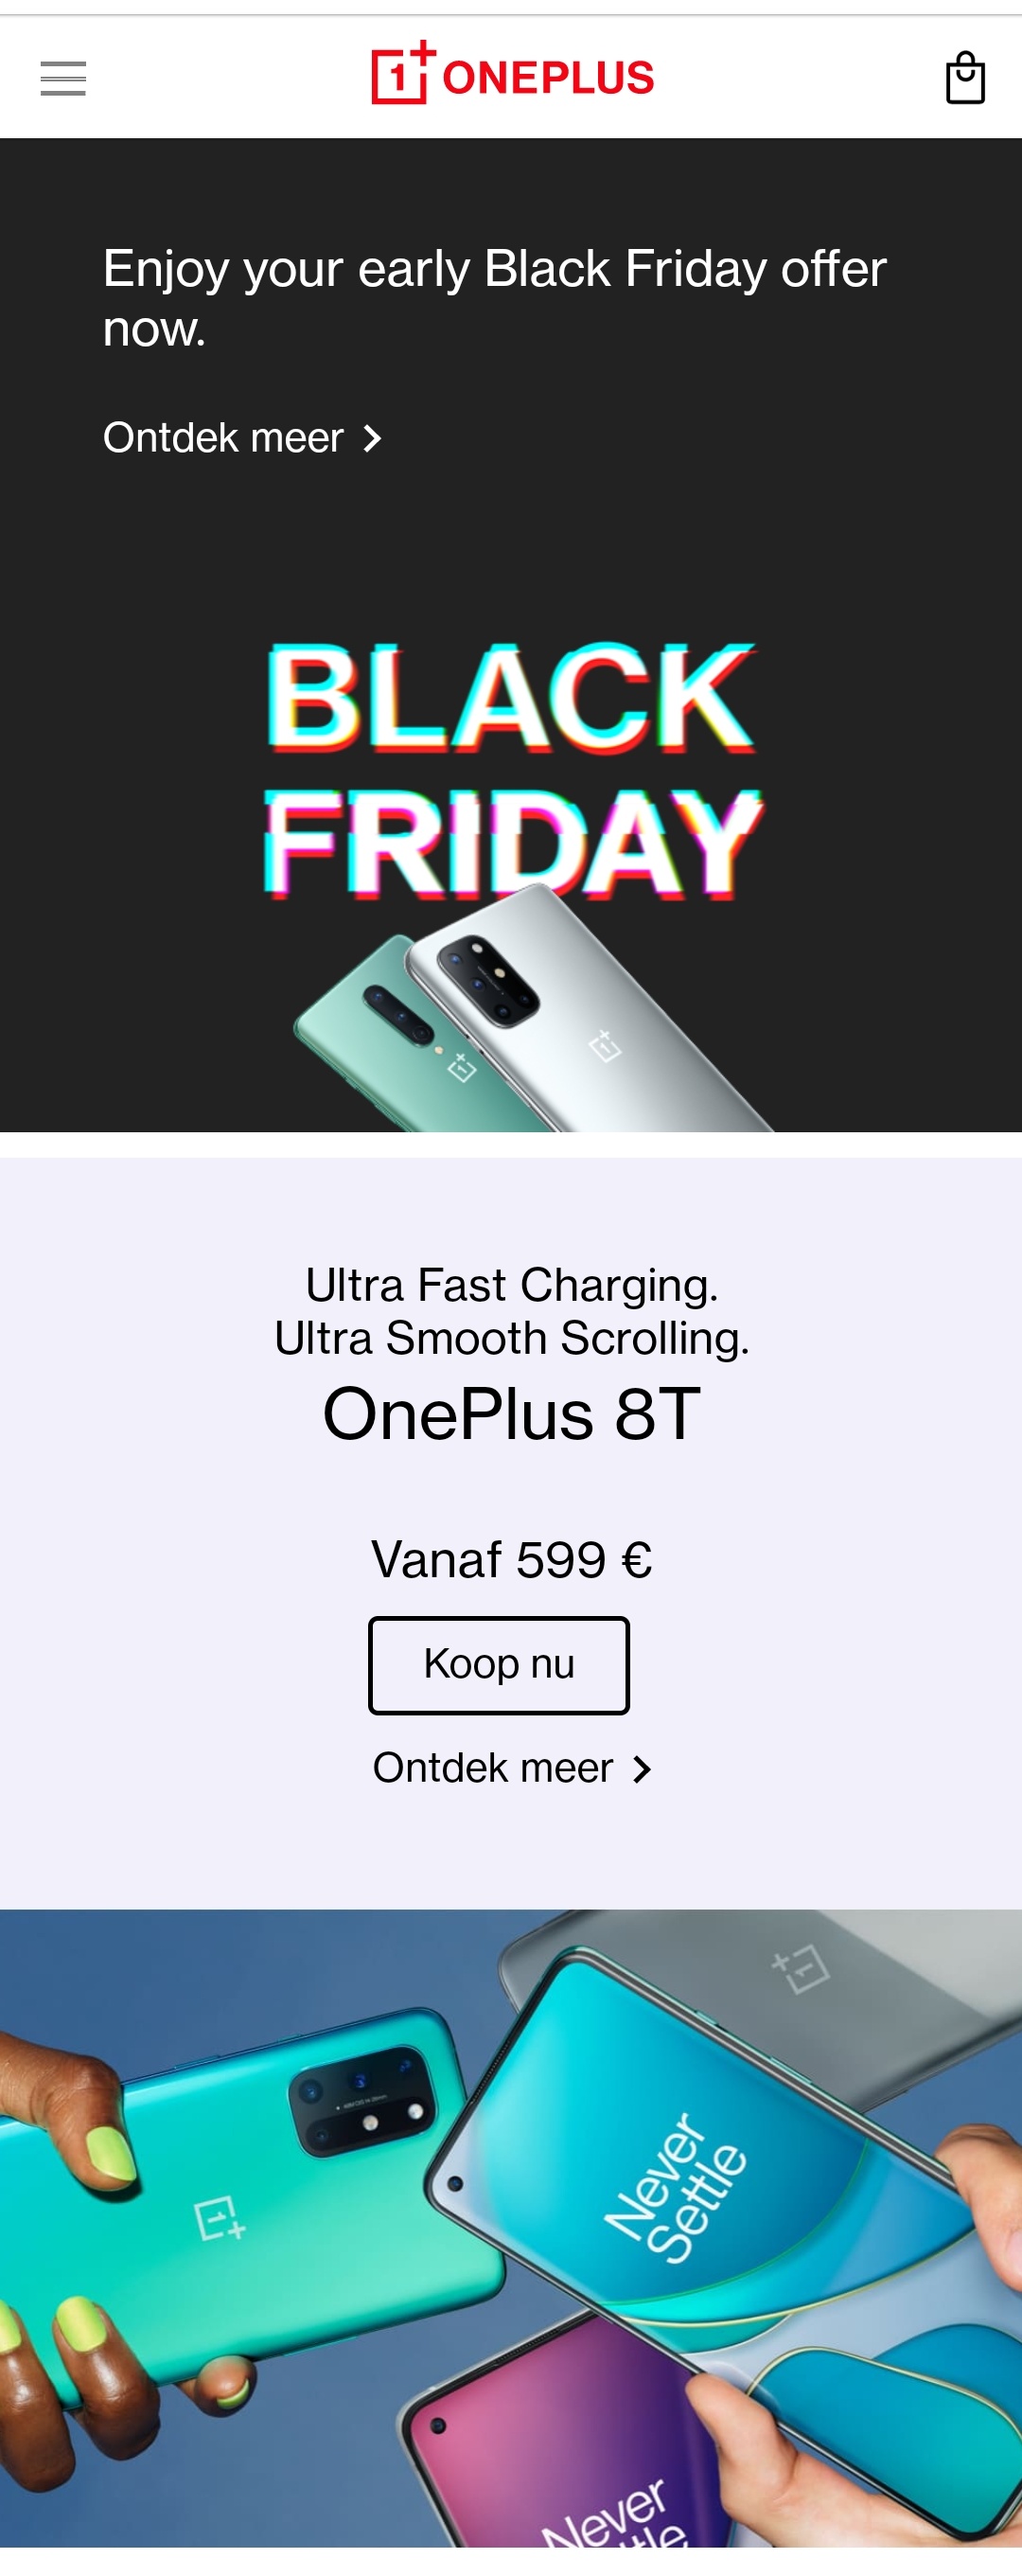 ONEPLUS
Enjoy your early Black Friday offer
now.
Ontdek meer
BLACK
FRIDAY
Ultra Fast Charging.
Ultra Smooth Scrolling.
OnePlus 8T
Vanaf 599 €
Koop nu
Ontdek meer
Never
Settle
Never